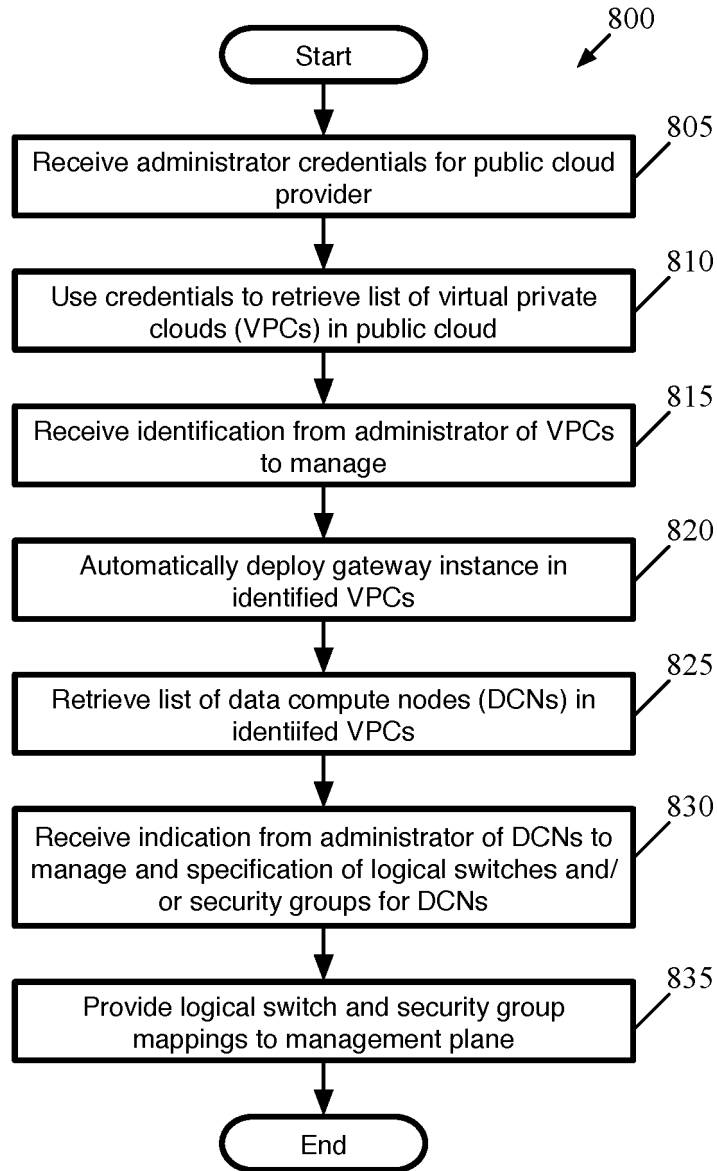 800
Start
805
Receive administrator credentials for public cloud
provider
810
Use credentials to retrieve list of virtual private
clouds (VPCs) in public cloud
815
Receive identification from administrator of VPCs
to manage
820
Automatically deploy gateway instance in
identified VPCs
825
Retrieve list of data compute nodes (DCNs) in
identiifed VPCs
830
Receive indication from administrator of DCNs to
manage and specification of logical switches and/
or security groups for DCNs
835
Provide logical switch and security group
mappings to management plane
End